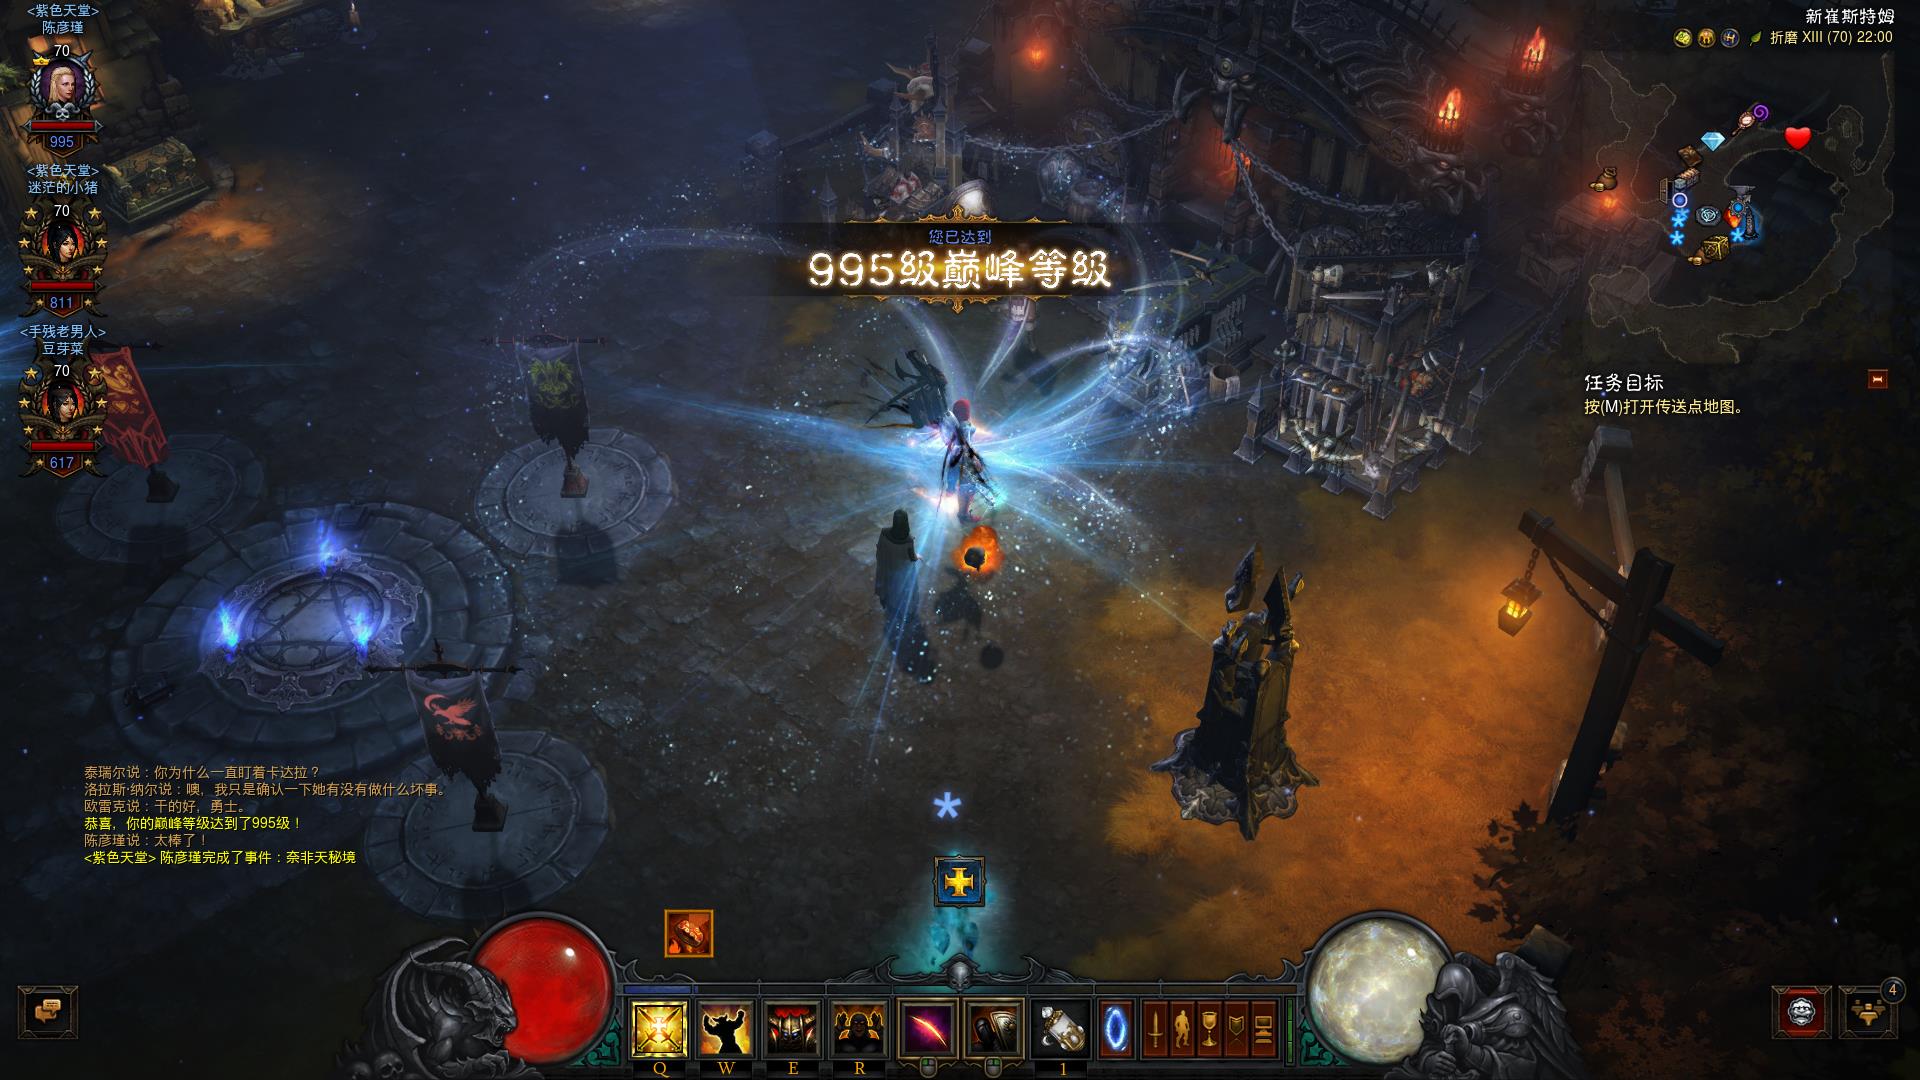 <紫色天堂>
陈彦瑾
70
995
<紫色天堂>
迷茫的小猪
70
811
<手残老男人>
豆芽菜
70
617
您已达到
995级巅峰等级
新崔斯特姆
折磨 XIII (70) 22:00
任务目标
按(M)打开传送点地图。
泰瑞尔说：你为什么一直盯着卡达拉？
洛拉斯·纳尔说：噢，我只是确认一下她有没有做什么坏事。
欧雷克说：干的好，勇士。
恭喜，你的巅峰等级达到了995级！
陈彦瑾说：太棒了！
<紫色天堂> 陈彦瑾完成了事件：奈非天秘境
Q
W
E
R
1
4